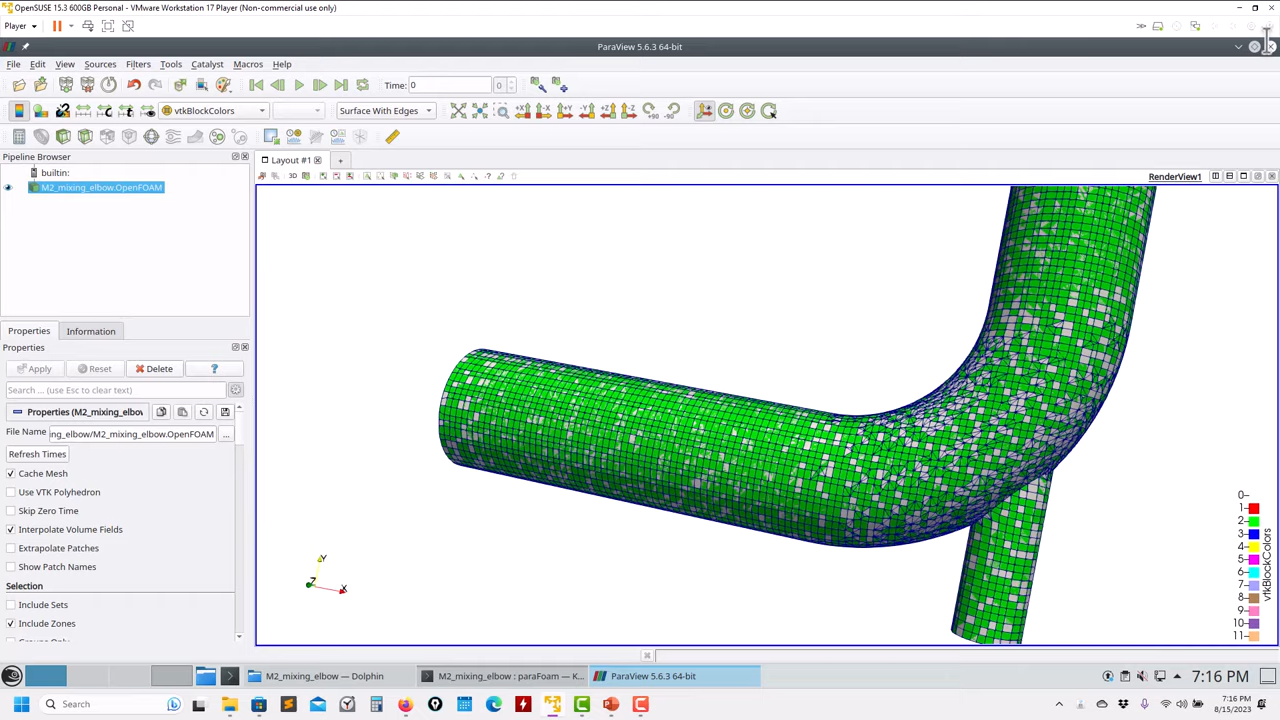 OpenSUSE 15.3 600GB Personal - VMware Workstation 17 Player (Non-commercial use only)
Player
ParaView 5.6.3 64-bit
File Edit View Sources Filters Tools Catalyst Macros Help
Time: 0 0
vtkBlockColors Surface With Edges +X -X +Y -Y +Z -Z +90 -90
Pipeline Browser
Layout #1
builtin:
3D RenderView1
M2_mixing_elbow.OpenFOAM
Properties Information
Properties
Apply Reset Delete ?
Search ... (use Esc to clear text)
Properties (M2_mixing_elbov
File Name ing_elbow/M2_mixing_elbow.OpenFOAM ...
Refresh Times
Cache Mesh
Use VTK Polyhedron
Skip Zero Time
Interpolate Volume Fields
Extrapolate Patches
Show Patch Names
Selection
Include Sets
Include Zones
Y
Z
X
0
1
2
3
4
5
6
7
8
9
10
11
vtkBlockColors
M2_mixing_elbow — Dolphin
M2_mixing_elbow : paraFoam — K...
ParaView 5.6.3 64-bit
7:16 PM
Search
7:16 PM
8/15/2023